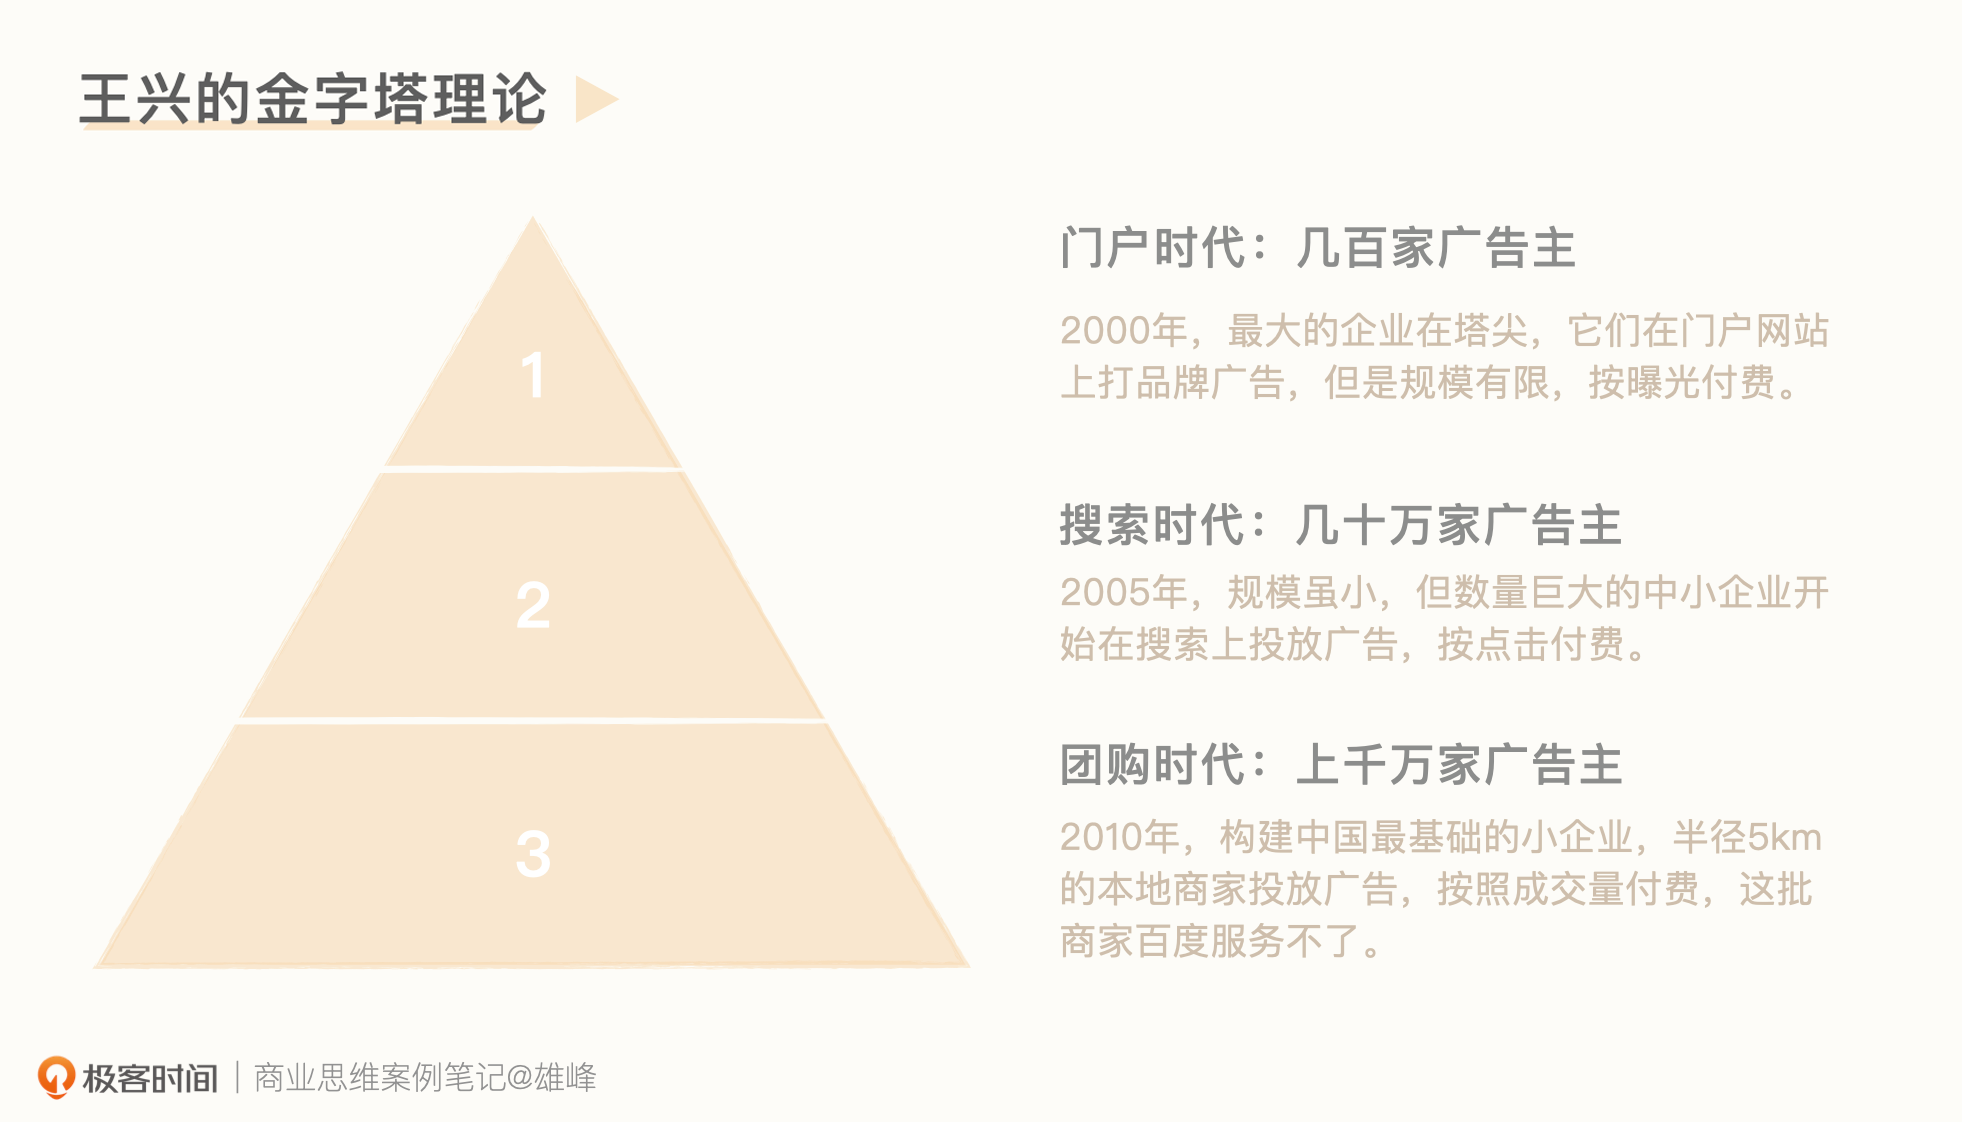 王兴的金字塔理论
1
2
3
门户时代：几百家广告主
2000年，最大的企业在塔尖，它们在门户网站
上打品牌广告，但是规模有限，按曝光付费。
搜索时代：几十万家广告主
2005年，规模虽小，但数量巨大的中小企业开
始在搜索上投放广告，按点击付费。
团购时代：上千万家广告主
2010年，构建中国最基础的小企业，半径5km
的本地商家投放广告，按照成交量付费，这批
商家百度服务不了。
极客时间｜商业思维案例笔记@雄峰